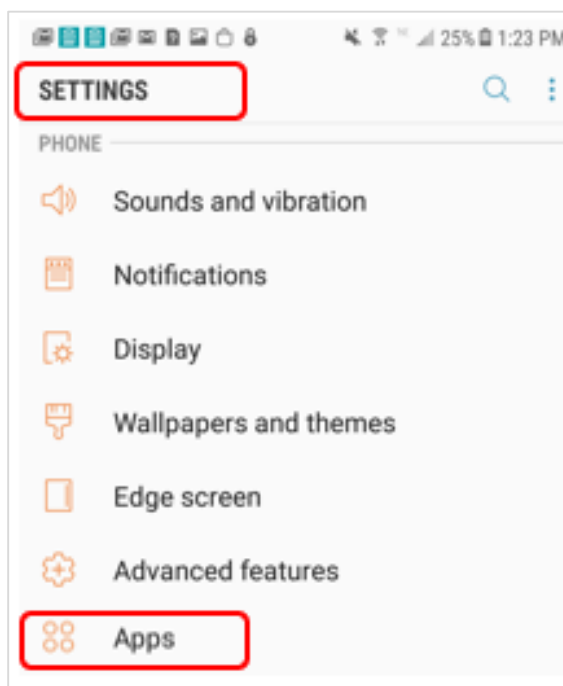 25% 1:23 PM
SETTINGS
PHONE
Sounds and vibration
Notifications
Display
Wallpapers and themes
Edge screen
Advanced features
Apps